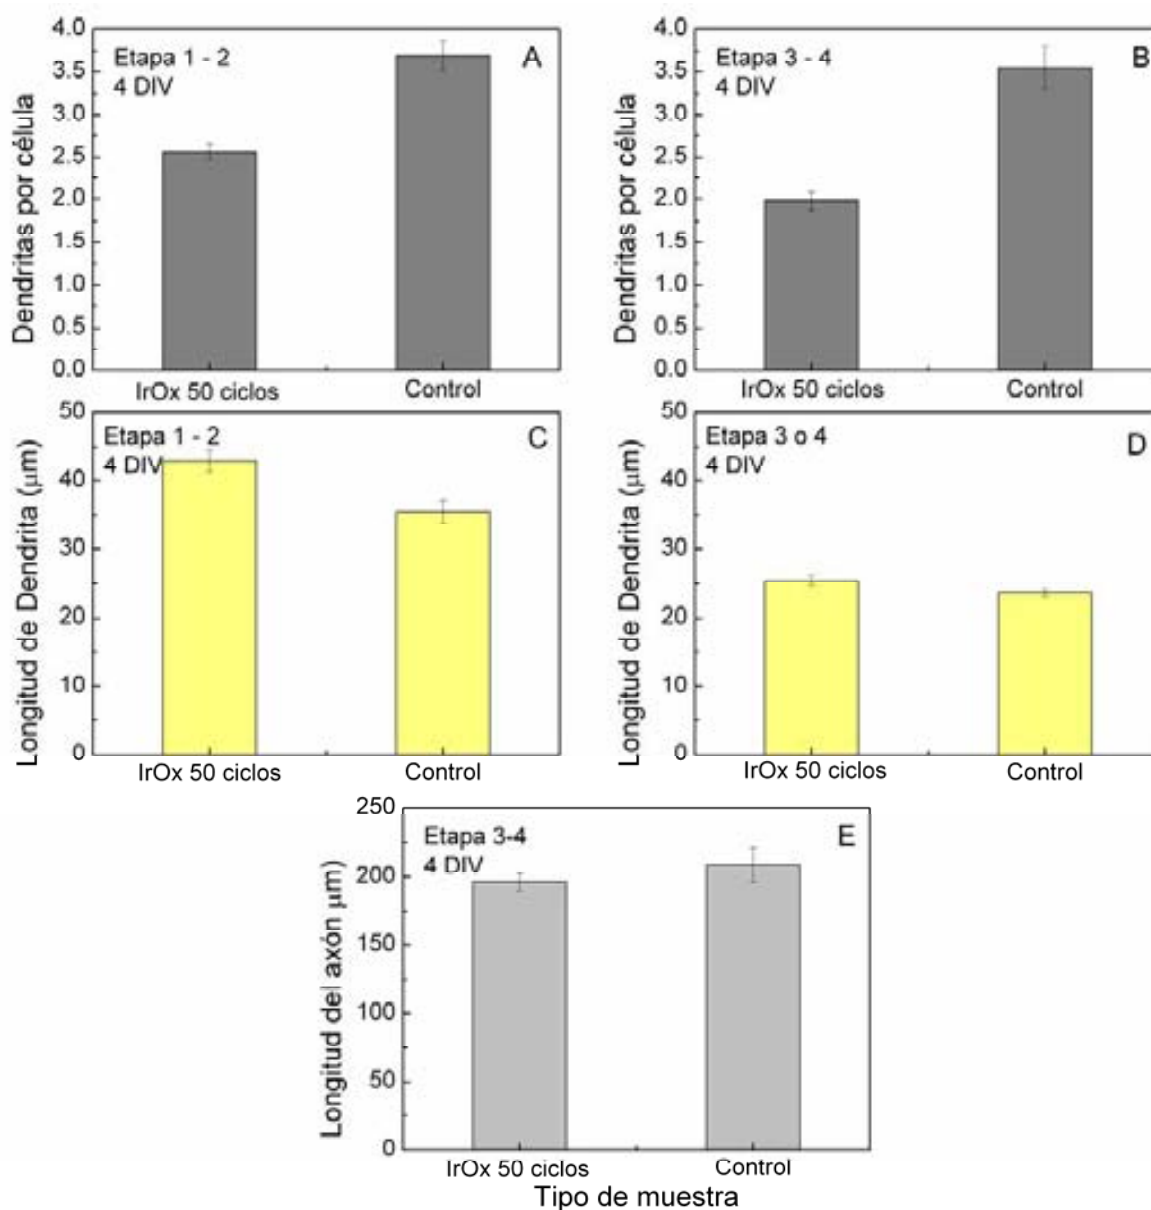 4.0
3.5
3.0
2.5
2.0
1.5
1.0
0.5
0.0
Dendritas por célula
Etapa 1 - 2
4 DIV
A
IrOx 50 ciclos
Control
4.0
3.5
3.0
2.5
2.0
1.5
1.0
0.5
0.0
Dendritas por célula
Etapa 3 - 4
4 DIV
B
IrOx 50 ciclos
Control
50
40
30
20
10
0
Longitud de Dendrita (μm)
Etapa 1 - 2
4 DIV
C
IrOx 50 ciclos
Control
50
40
30
20
10
0
Longitud de Dendrita (μm)
Etapa 3 o 4
4 DIV
D
IrOx 50 ciclos
Control
250
200
150
100
50
0
Longitud del axón μm)
Etapa 3-4
4 DIV
E
IrOx 50 ciclos
Control
Tipo de muestra